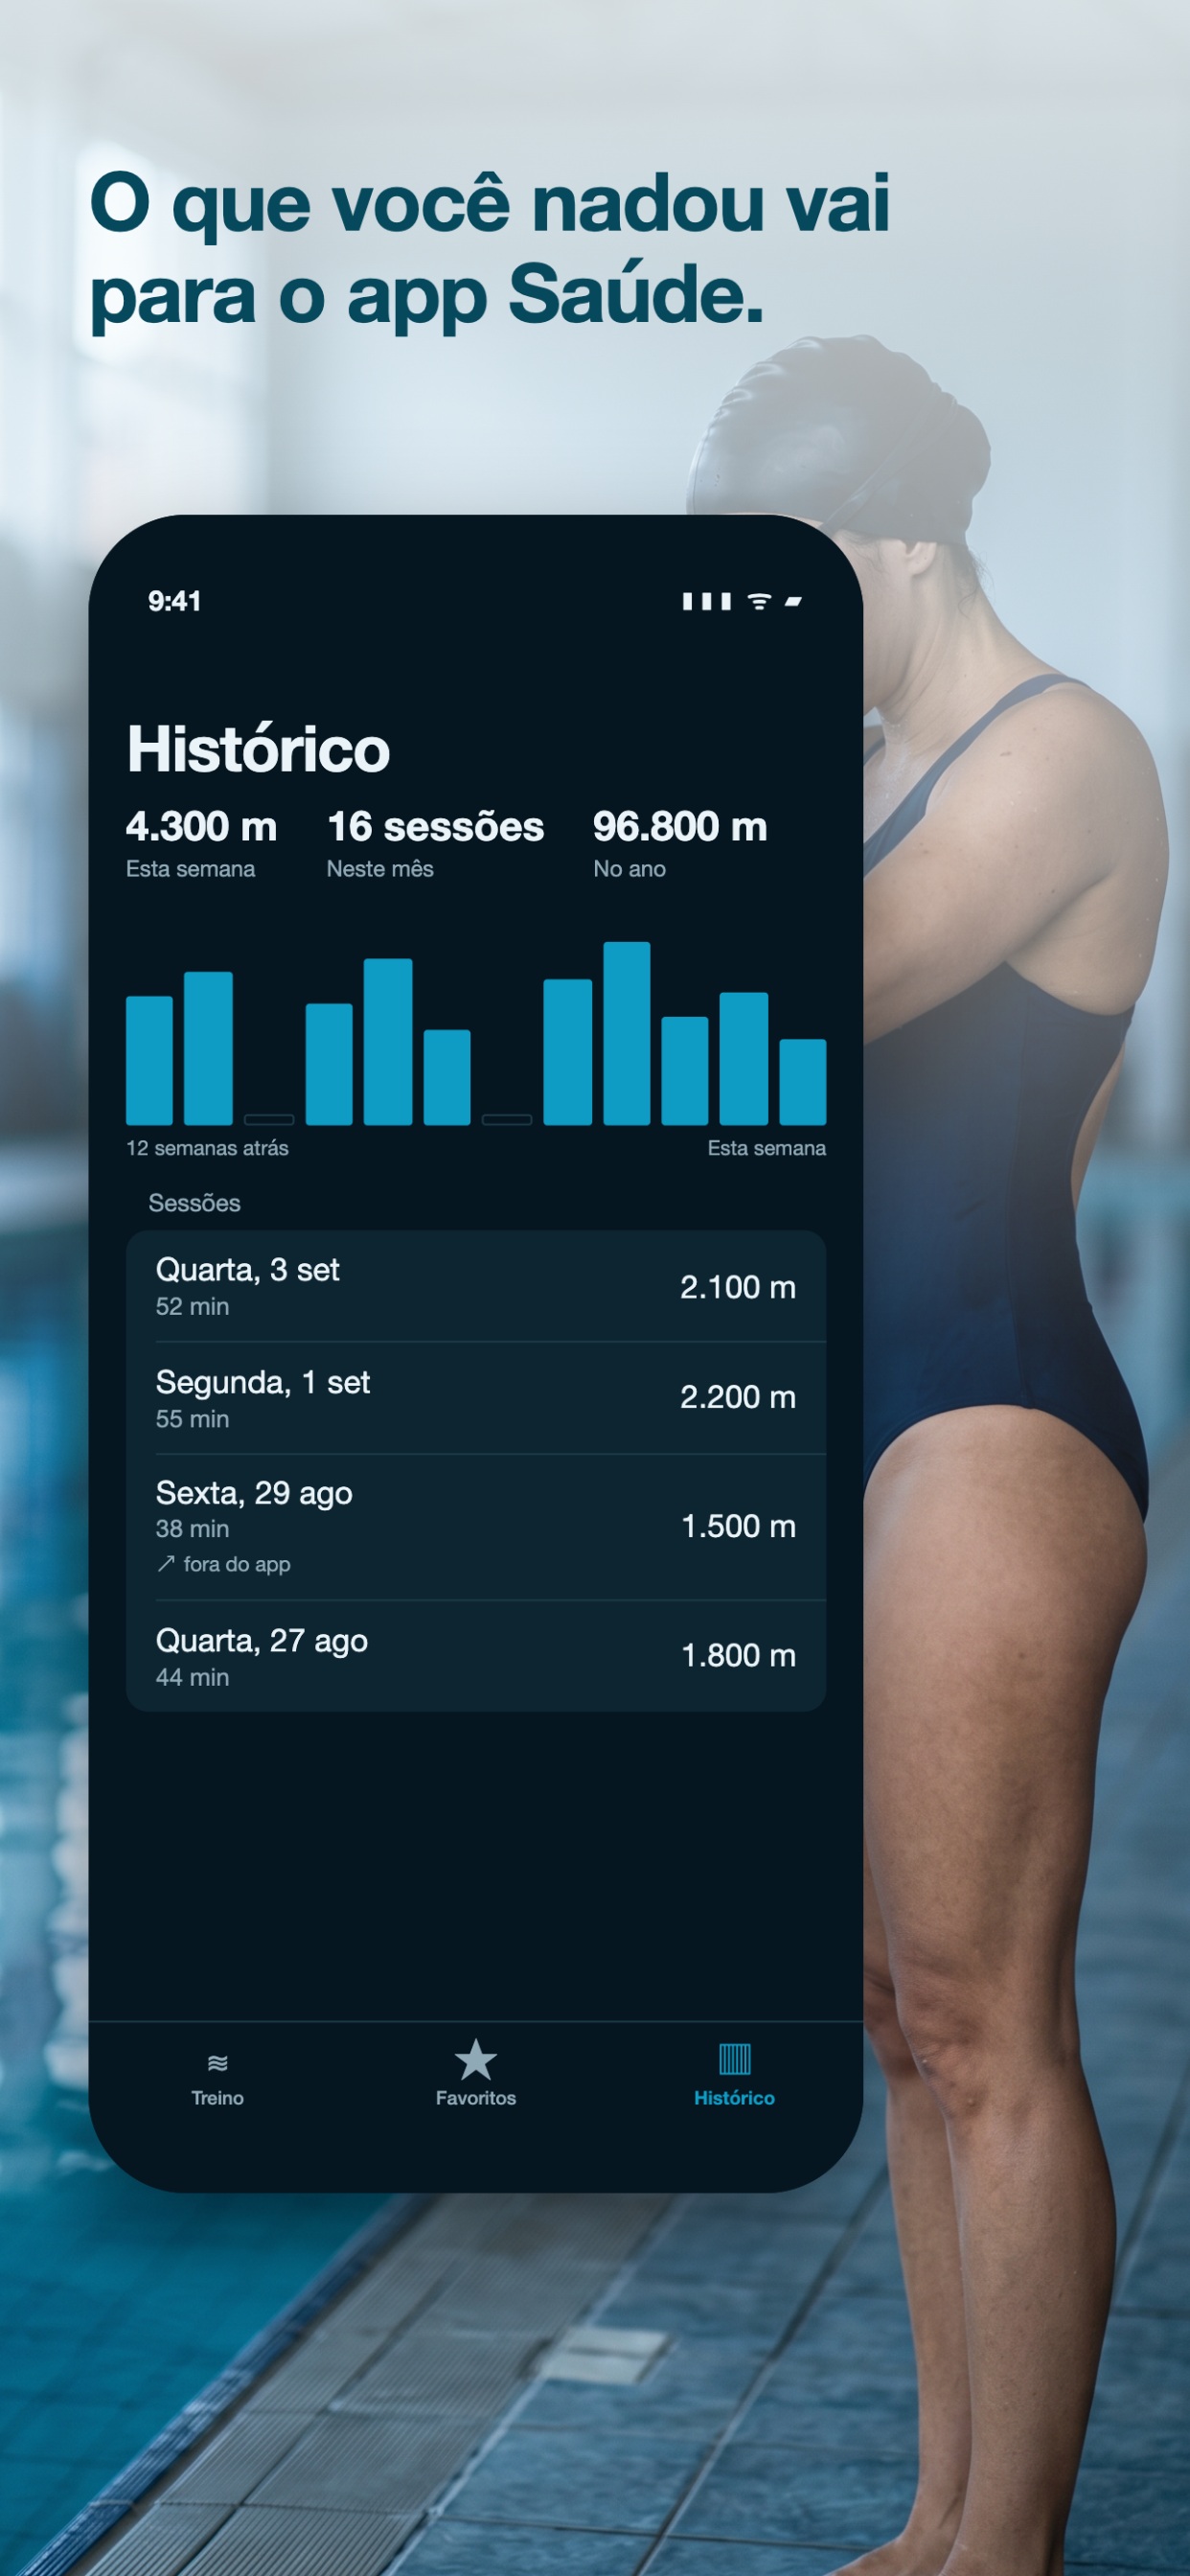 O que você nadou vai
para o app Saúde.
9:41
Histórico
4.300 m 16 sessões 96.800 m
Esta semana Neste mês No ano
12 semanas atrás Esta semana
Sessões
Quarta, 3 set
52 min
2.100 m
Segunda, 1 set
55 min
2.200 m
Sexta, 29 ago
38 min
↗ fora do app
1.500 m
Quarta, 27 ago
44 min
1.800 m
Treino Favoritos Histórico